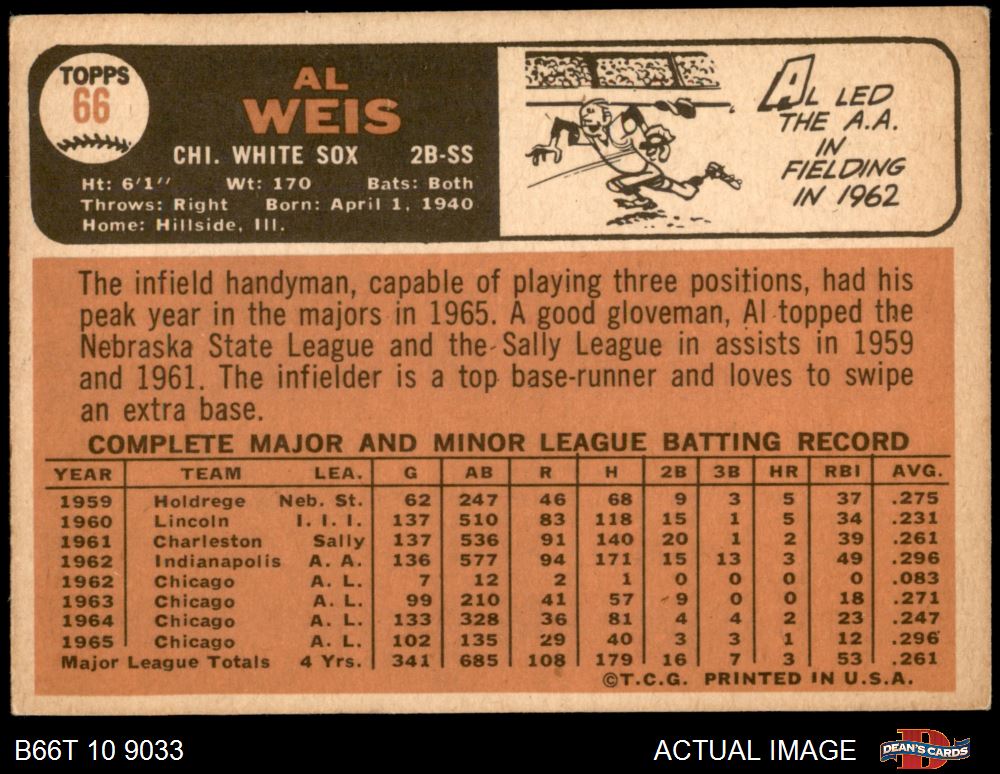 TOPPS
66
AL
WEIS
CHI. WHITE SOX 2B-SS
Ht: 6'1" Wt: 170 Bats: Both
Throws: Right Born: April 1, 1940
Home: Hillside, Ill.
AL LED
THE A.A.
IN
FIELDING
IN 1962
The infield handyman, capable of playing three positions, had his
peak year in the majors in 1965. A good gloveman, Al topped the
Nebraska State League and the Sally League in assists in 1959
and 1961. The infielder is a top base-runner and loves to swipe
an extra base.
COMPLETE MAJOR AND MINOR LEAGUE BATTING RECORD
YEAR TEAM LEA. G AB R H 2B 3B HR RBI AVG.
1959 Holdrege Neb. St. 62 247 46 68 9 3 5 37 .275
1960 Lincoln I. I. I. 137 510 83 118 15 1 5 34 .231
1961 Charleston Sally 137 536 91 140 20 1 2 39 .261
1962 Indianapolis A. A. 136 577 94 171 15 13 3 49 .296
1962 Chicago A. L. 7 12 2 1 0 0 0 0 .083
1963 Chicago A. L. 99 210 41 57 9 0 0 18 .271
1964 Chicago A. L. 133 328 36 81 4 4 2 23 .247
1965 Chicago A. L. 102 135 29 40 3 3 1 12 .296
Major League Totals 4 Yrs. 341 685 108 179 16 7 3 53 .261
©T.C.G. PRINTED IN U.S.A.
B66T 10 9033 ACTUAL IMAGE DEAN'S CARDS